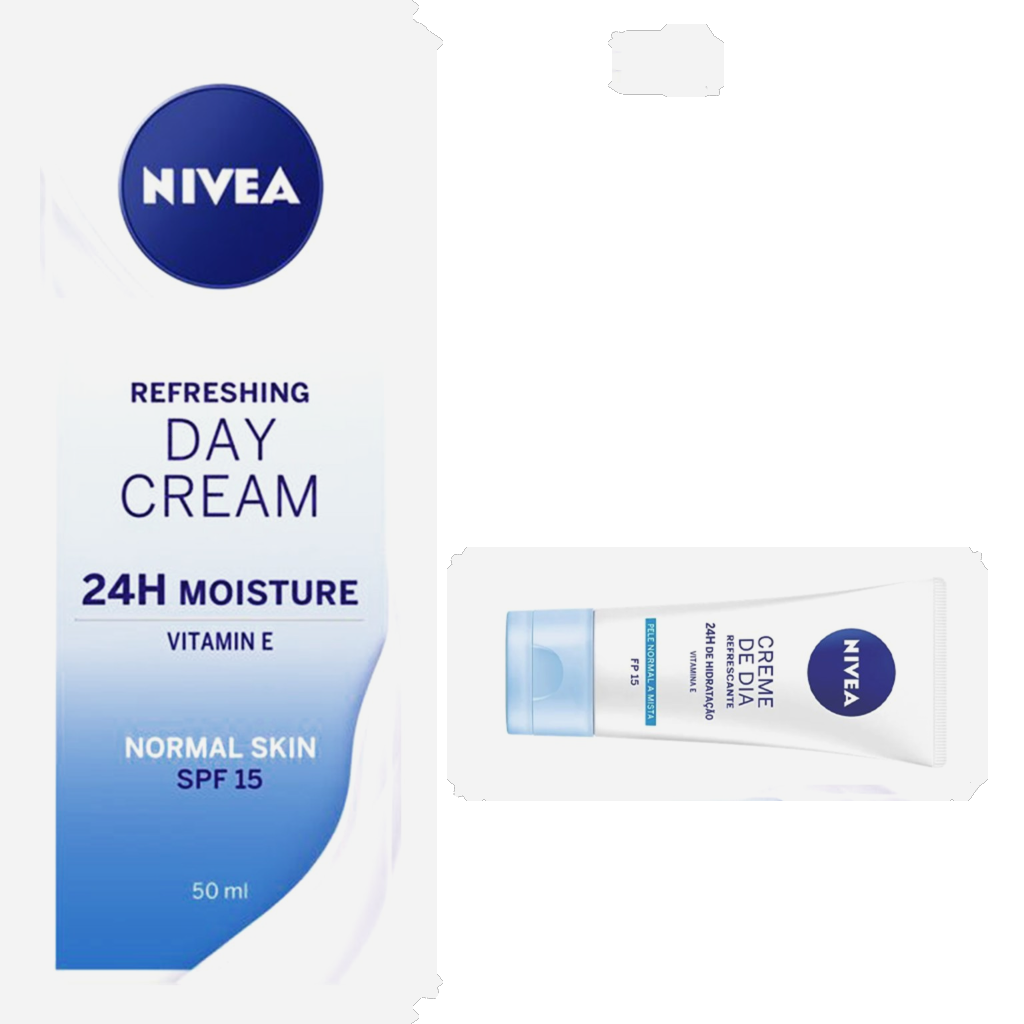 NIVEA
REFRESHING
DAY
CREAM
24H MOISTURE
VITAMIN E
NORMAL SKIN
SPF 15
50 ml
NIVEA
CREME
DE DIA
REFRESCANTE
24H DE HIDRATAÇÃO
VITAMINA E
PELE NORMAL A MISTA
FP 15